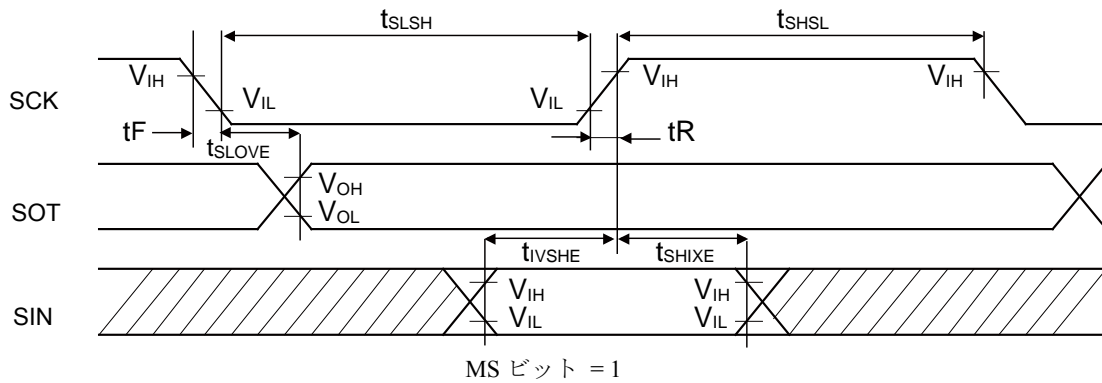 tSLSH tSHSL
VIH VIH VIH
SCK VIL VIL
tF tSLOVE tR
VOH
SOT VOL
tIVSHE tSHIXE
VIH VIH
SIN VIL VIL
MS ビット = 1